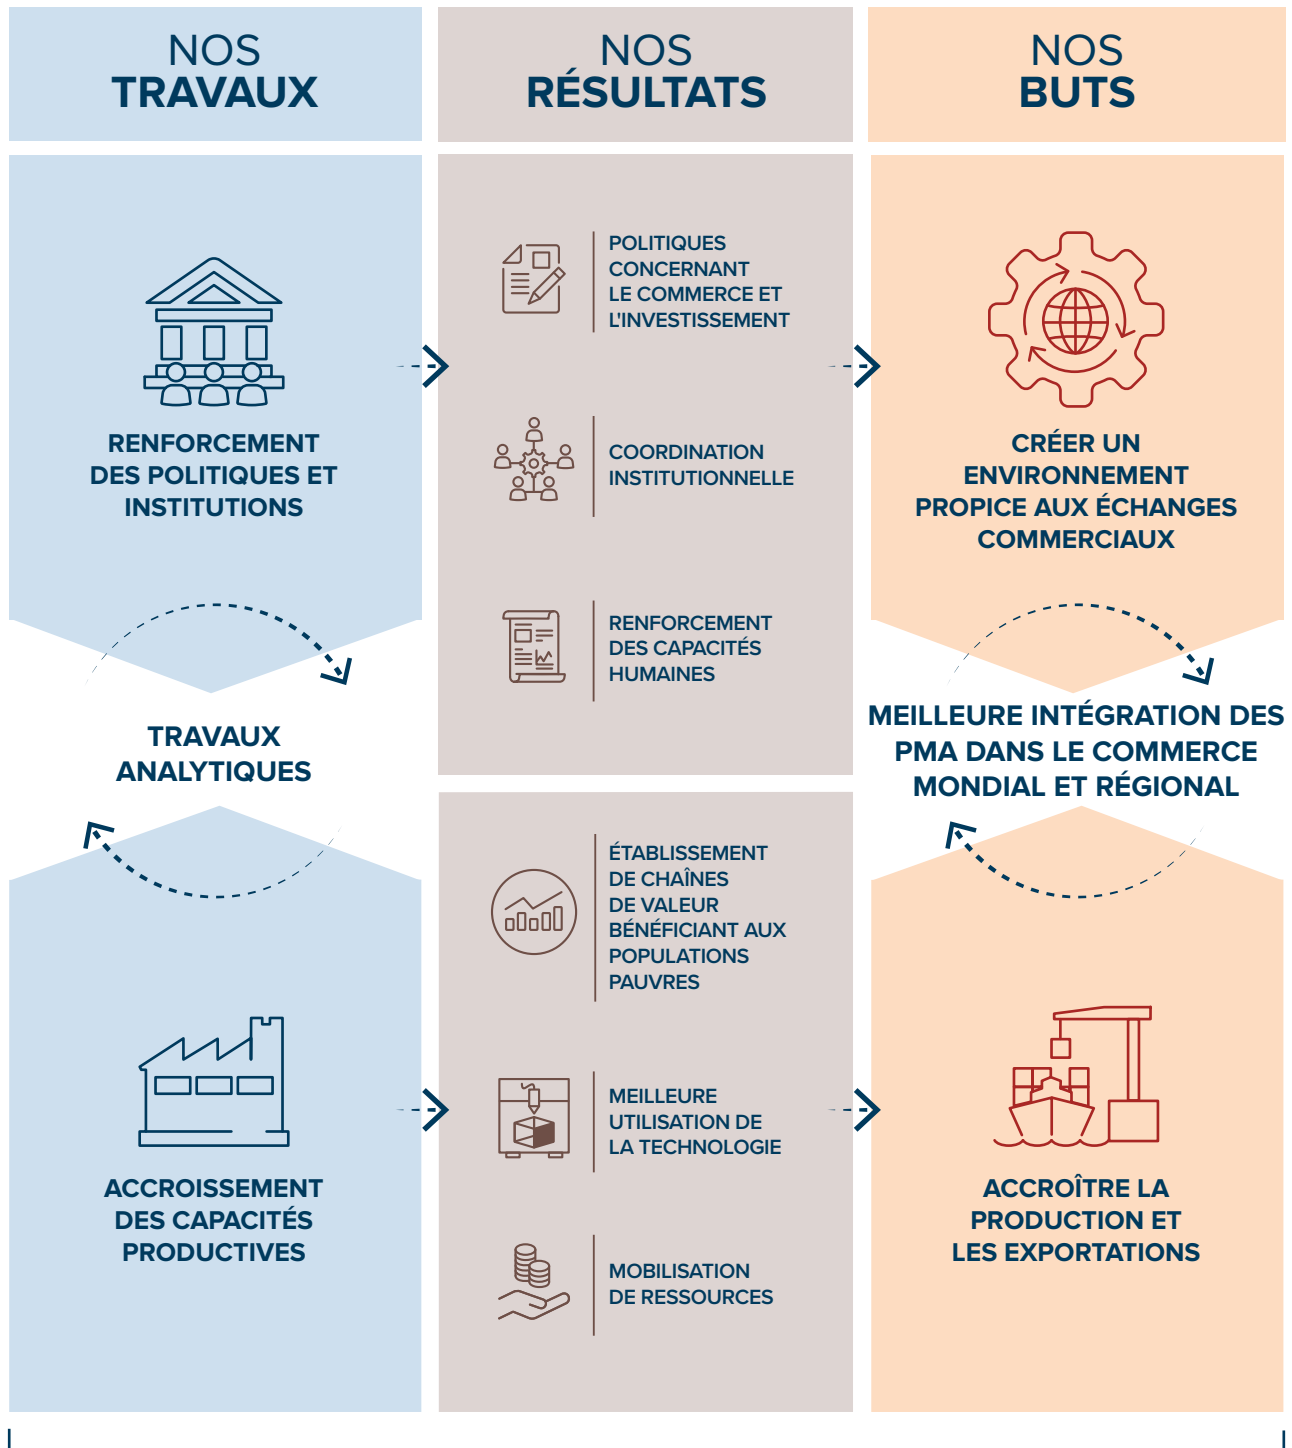 NOS
TRAVAUX
NOS
RÉSULTATS
NOS
BUTS
RENFORCEMENT
DES POLITIQUES ET
INSTITUTIONS
TRAVAUX
ANALYTIQUES
ACCROISSEMENT
DES CAPACITÉS
PRODUCTIVES
POLITIQUES
CONCERNANT
LE COMMERCE ET
L'INVESTISSEMENT
COORDINATION
INSTITUTIONNELLE
RENFORCEMENT
DES CAPACITÉS
HUMAINES
ÉTABLISSEMENT
DE CHAÎNES
DE VALEUR
BÉNÉFICIANT AUX
POPULATIONS
PAUVRES
MEILLEURE
UTILISATION DE
LA TECHNOLOGIE
MOBILISATION
DE RESSOURCES
CRÉER UN
ENVIRONNEMENT
PROPICE AUX ÉCHANGES
COMMERCIAUX
MEILLEURE INTÉGRATION DES
PMA DANS LE COMMERCE
MONDIAL ET RÉGIONAL
ACCROÎTRE LA
PRODUCTION ET
LES EXPORTATIONS